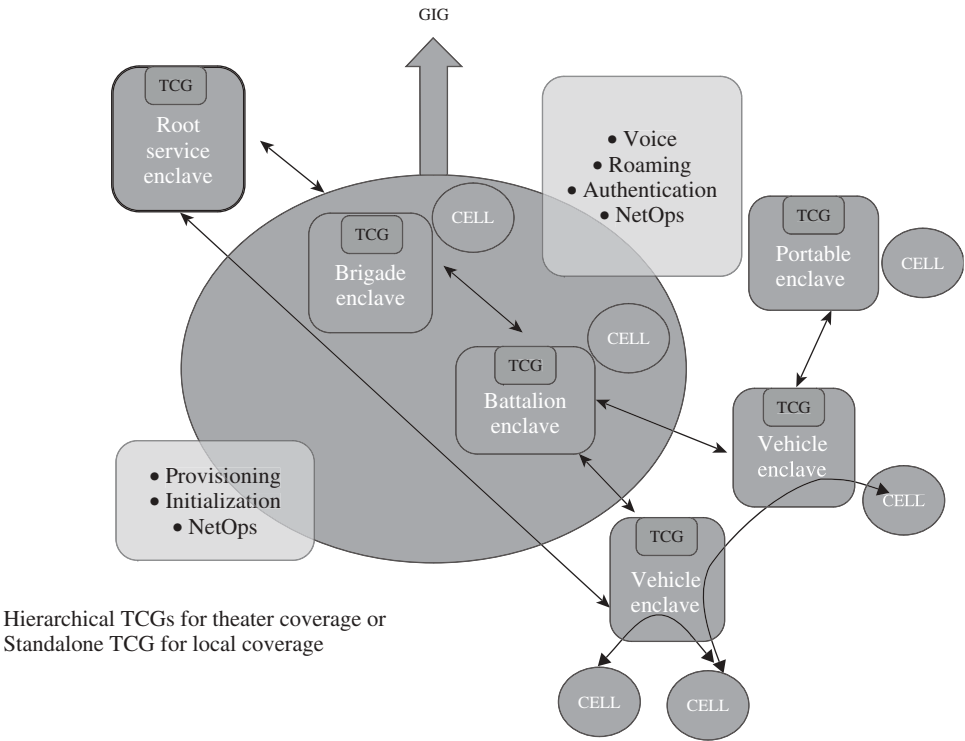 GIG
TCG
Root
service
enclave
• Voice
• Roaming
• Authentication
• NetOps
TCG
Brigade
enclave
CELL
TCG
Portable
enclave
CELL
TCG
Battalion
enclave
CELL
TCG
Vehicle
enclave
CELL
• Provisioning
• Initialization
• NetOps
TCG
Vehicle
enclave
CELL
CELL
Hierarchical TCGs for theater coverage or
Standalone TCG for local coverage